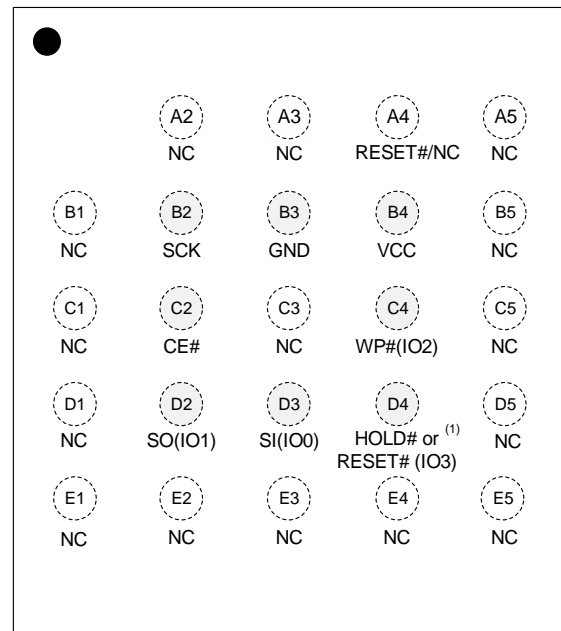 A2 A3 A4 A5
NC NC RESET#/NC NC
B1 B2 B3 B4 B5
NC SCK GND VCC NC
C1 C2 C3 C4 C5
NC CE# NC WP#(IO2) NC
D1 D2 D3 D4 D5
NC SO(IO1) SI(IO0) HOLD# or (1) NC
RESET# (IO3)
E1 E2 E3 E4 E5
NC NC NC NC NC